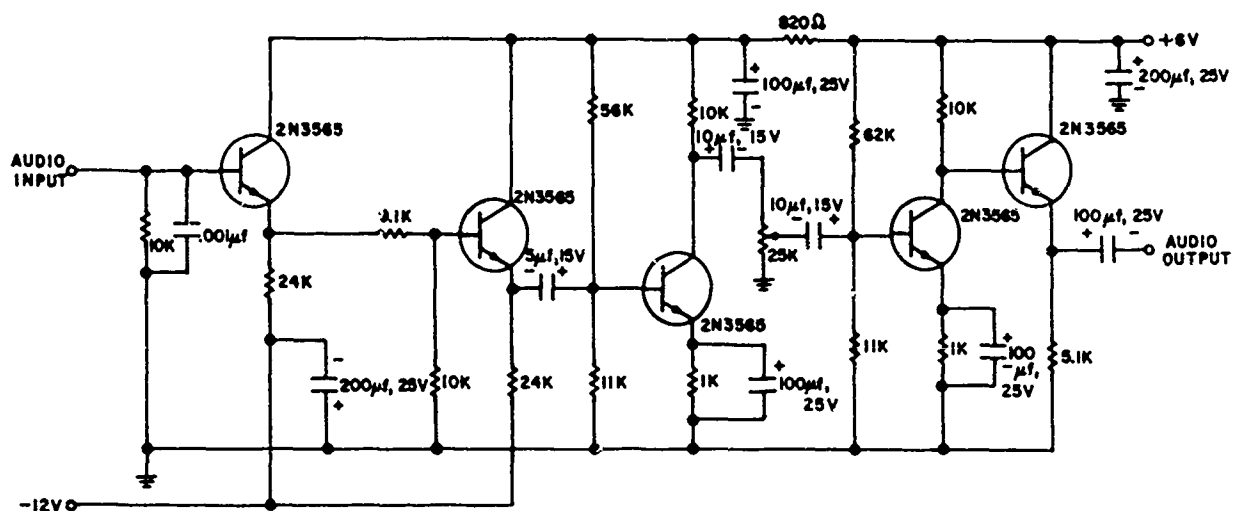 820Ω
+6V
100µf, 25V
200µf, 25V
56K
10K
10K
2N3565
62K
2N3565
AUDIO
INPUT
10µf, 15V
2N3565
10µf, 15V
2N3565
100µf, 25V
.1K
10K
.001µf
5µf, 15V
25K
AUDIO
OUTPUT
24K
2N3565
200µf, 25V
10K
24K
11K
1K
100µf,
25V
11K
1K
100
µf,
25V
5.1K
-12V